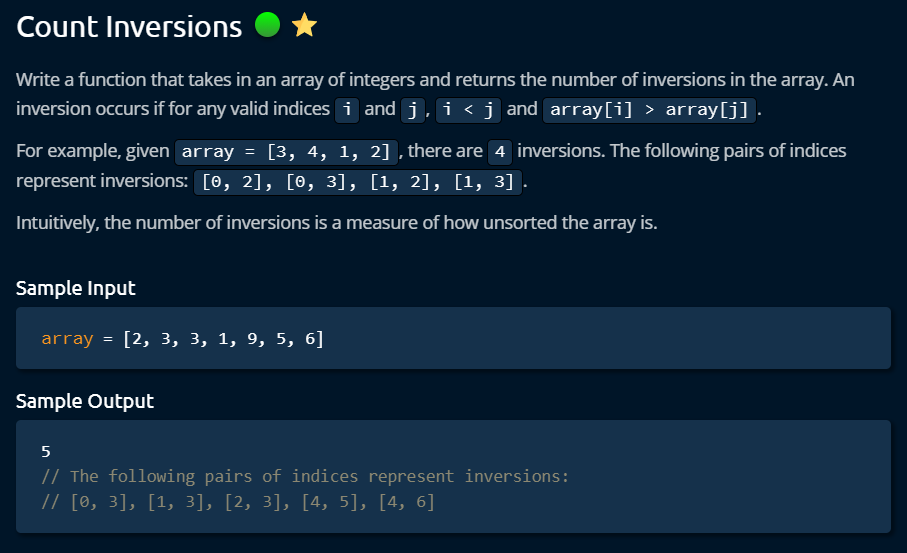 Count Inversions
Write a function that takes in an array of integers and returns the number of inversions in the array. An
inversion occurs if for any valid indices i and j, i < j and array[i] > array[j].
For example, given array = [3, 4, 1, 2], there are 4 inversions. The following pairs of indices
represent inversions: [0, 2], [0, 3], [1, 2], [1, 3].
Intuitively, the number of inversions is a measure of how unsorted the array is.
Sample Input
array = [2, 3, 3, 1, 9, 5, 6]
Sample Output
5
// The following pairs of indices represent inversions:
// [0, 3], [1, 3], [2, 3], [4, 5], [4, 6]